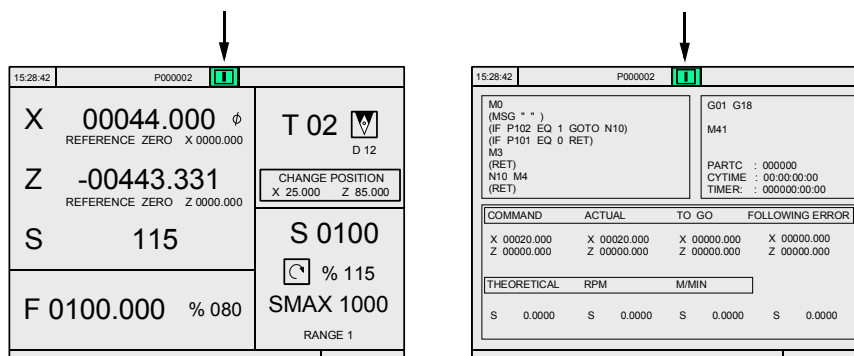 15:28:42 P000002
X 00044.000 ϕ
REFERENCE ZERO X 0000.000
Z -00443.331
REFERENCE ZERO Z 0000.000
S 115
F 0100.000 % 080
T 02
D 12
CHANGE POSITION
X 25.000 Z 85.000
S 0100
% 115
SMAX 1000
RANGE 1
15:28:42 P000002
M0
(MSG " " )
(IF P102 EQ 1 GOTO N10)
(IF P101 EQ 0 RET)
M3
(RET)
N10 M4
(RET)
G01 G18
M41
PARTC : 000000
CYTIME : 00:00:00:00
TIMER: : 000000:00:00
COMMAND ACTUAL TO GO FOLLOWING ERROR
X 00020.000 X 00020.000 X 00000.000 X 00000.000
Z 00000.000 Z 00000.000 Z 00000.000 Z 00000.000
THEORETICAL RPM M/MIN
S 0.0000 S 0.0000 S 0.0000 S 0.0000